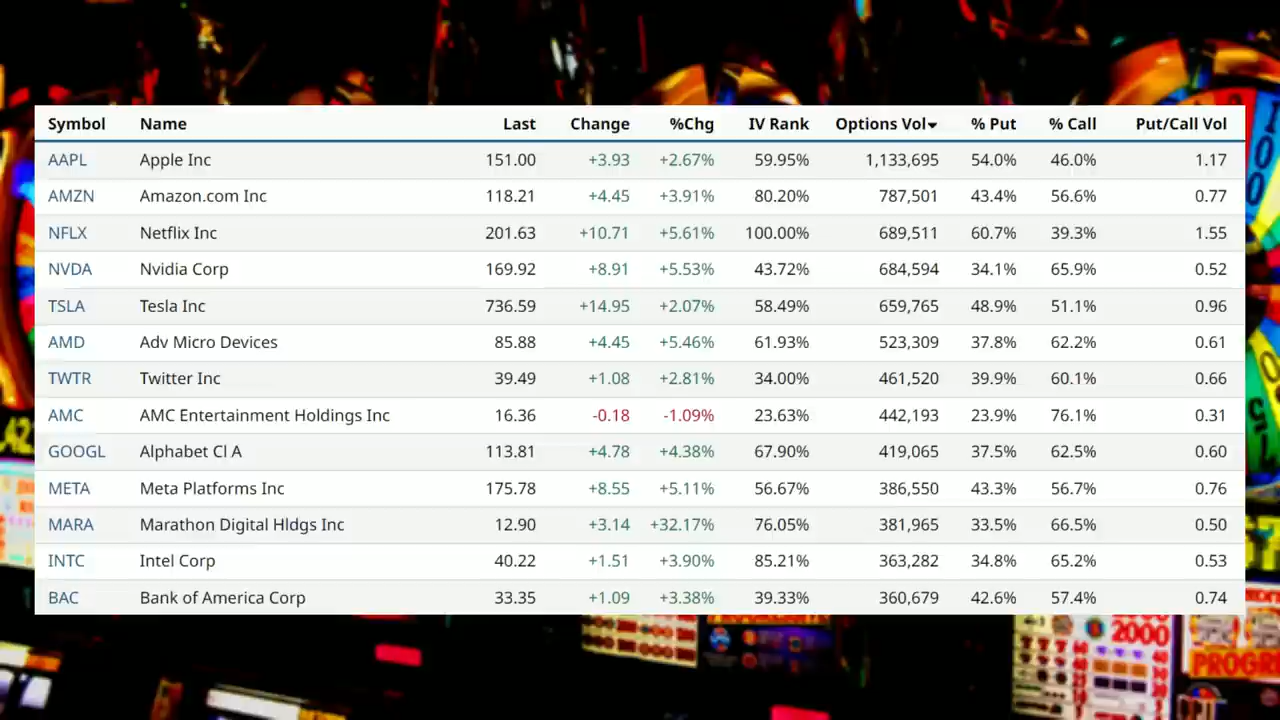 Symbol Name Last Change %Chg IV Rank Options Vol▾ % Put % Call Put/Call Vol
AAPL Apple Inc 151.00 +3.93 +2.67% 59.95% 1,133,695 54.0% 46.0% 1.17
AMZN Amazon.com Inc 118.21 +4.45 +3.91% 80.20% 787,501 43.4% 56.6% 0.77
NFLX Netflix Inc 201.63 +10.71 +5.61% 100.00% 689,511 60.7% 39.3% 1.55
NVDA Nvidia Corp 169.92 +8.91 +5.53% 43.72% 684,594 34.1% 65.9% 0.52
TSLA Tesla Inc 736.59 +14.95 +2.07% 58.49% 659,765 48.9% 51.1% 0.96
AMD Adv Micro Devices 85.88 +4.45 +5.46% 61.93% 523,309 37.8% 62.2% 0.61
TWTR Twitter Inc 39.49 +1.08 +2.81% 34.00% 461,520 39.9% 60.1% 0.66
AMC AMC Entertainment Holdings Inc 16.36 -0.18 -1.09% 23.63% 442,193 23.9% 76.1% 0.31
GOOGL Alphabet Cl A 113.81 +4.78 +4.38% 67.90% 419,065 37.5% 62.5% 0.60
META Meta Platforms Inc 175.78 +8.55 +5.11% 56.67% 386,550 43.3% 56.7% 0.76
MARA Marathon Digital Hldgs Inc 12.90 +3.14 +32.17% 76.05% 381,965 33.5% 66.5% 0.50
INTC Intel Corp 40.22 +1.51 +3.90% 85.21% 363,282 34.8% 65.2% 0.53
BAC Bank of America Corp 33.35 +1.09 +3.38% 39.33% 360,679 42.6% 57.4% 0.74
2000